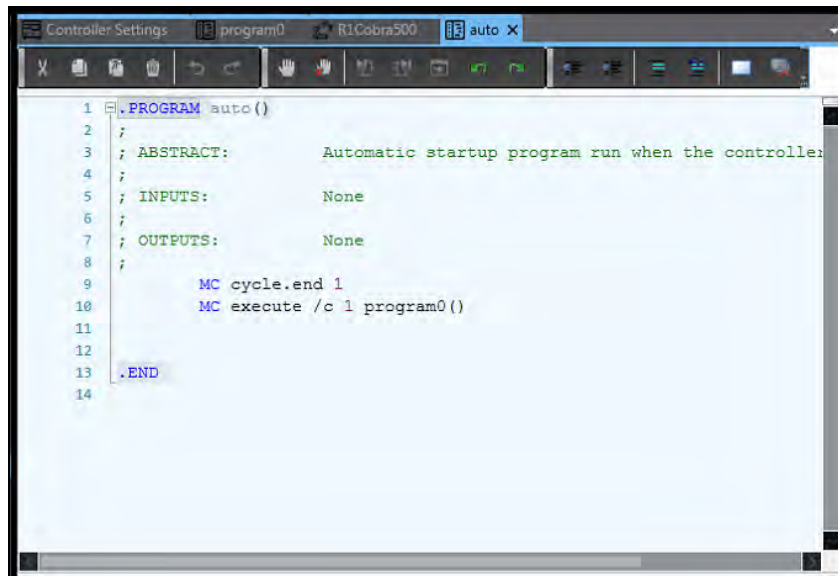 Controller Settings program0 R1Cobra500 auto X
1 .PROGRAM auto()
2 ;
3 ; ABSTRACT: Automatic startup program run when the controller
4 ;
5 ; INPUTS: None
6 ;
7 ; OUTPUTS: None
8 ;
9 MC cycle.end 1
10 MC execute /c 1 program0()
11
12
13 .END
14